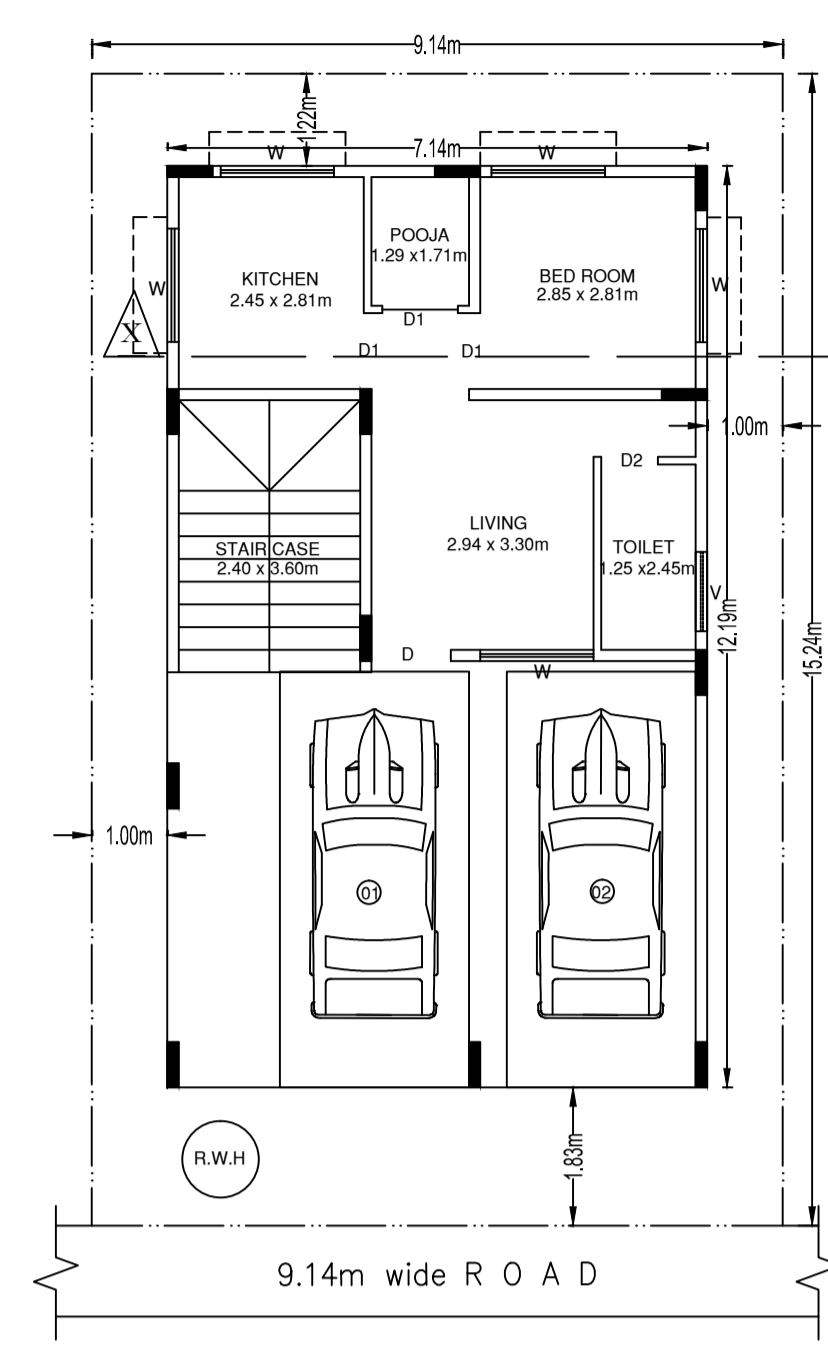 9.14m
1.22m
7.14m
W
W
POOJA
1.29 x1.71m
KITCHEN
2.45 x 2.81m
BED ROOM
2.85 x 2.81m
W
W
X
D1
D1
D1
1.00m
D2
LIVING
2.94 x 3.30m
STAIR CASE
2.40 x 3.60m
TOILET
1.25 x2.45m
V
12.19m
15.24m
D
W
1.00m
01
02
R.W.H
1.83m
9.14m wide R O A D